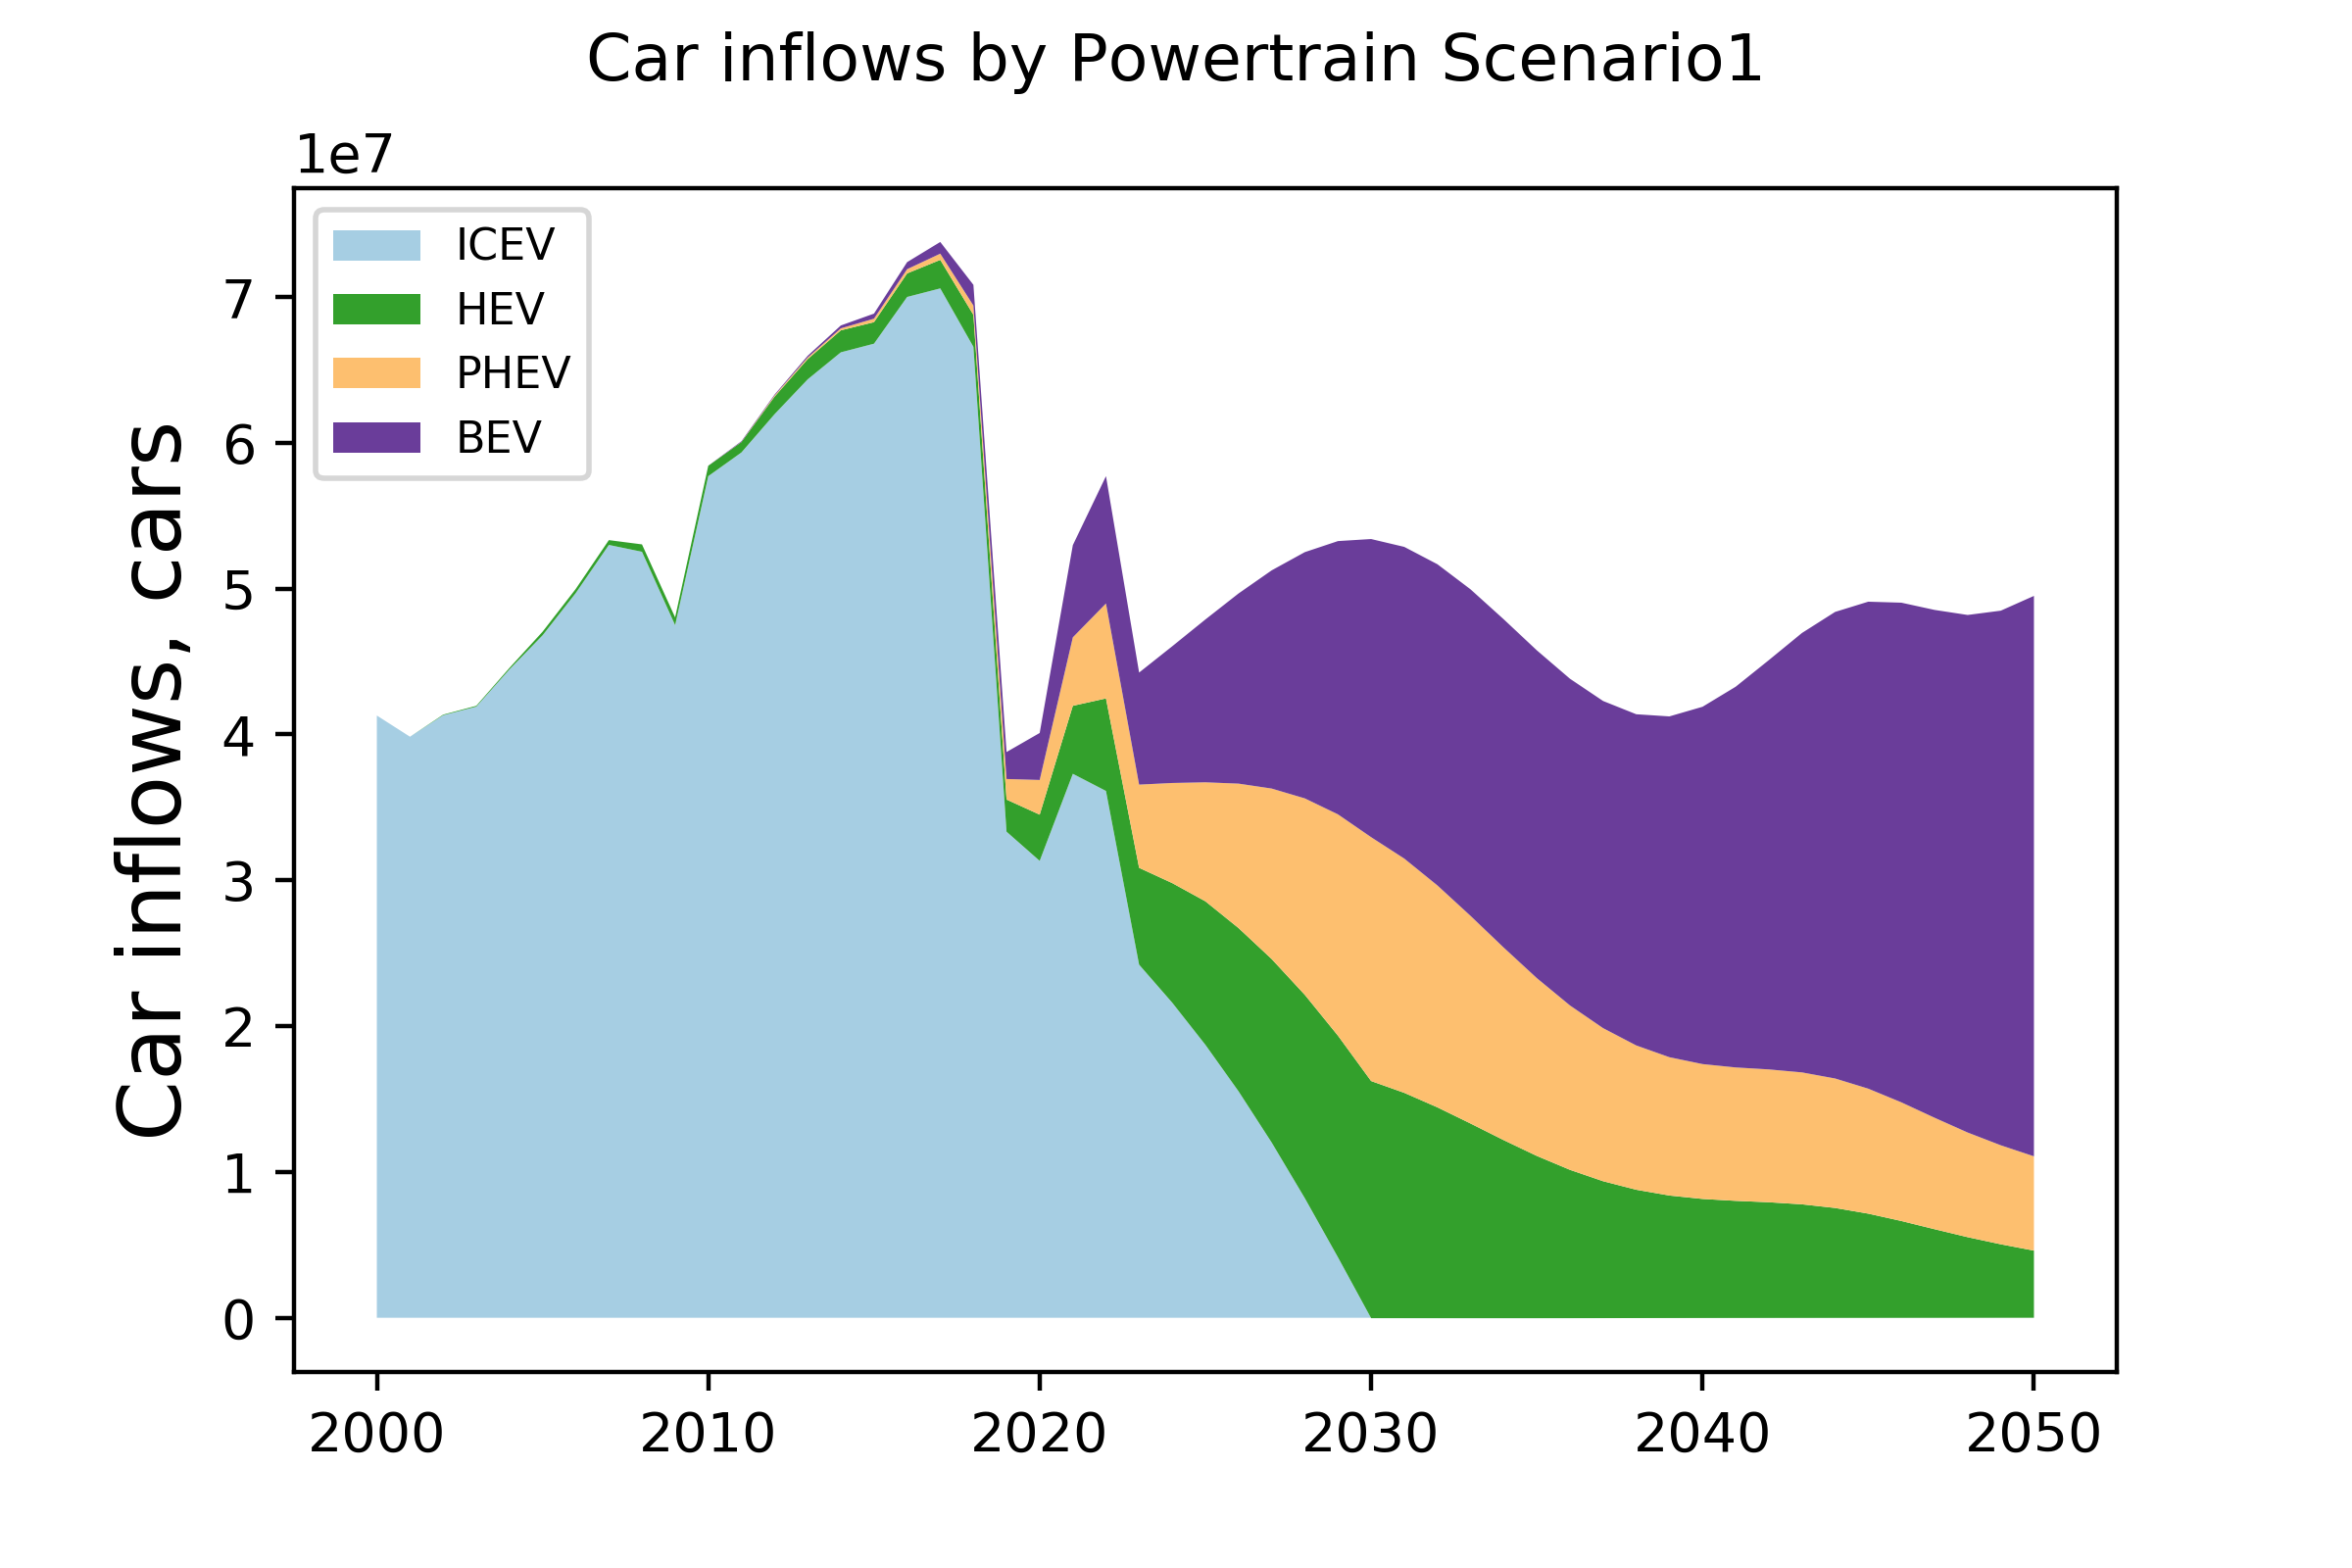 Car inflows by Powertrain Scenario1
1e7
ICEV
HEV
PHEV
BEV
Car inflows, cars
7
6
5
4
3
2
1
0
2000 2010 2020 2030 2040 2050